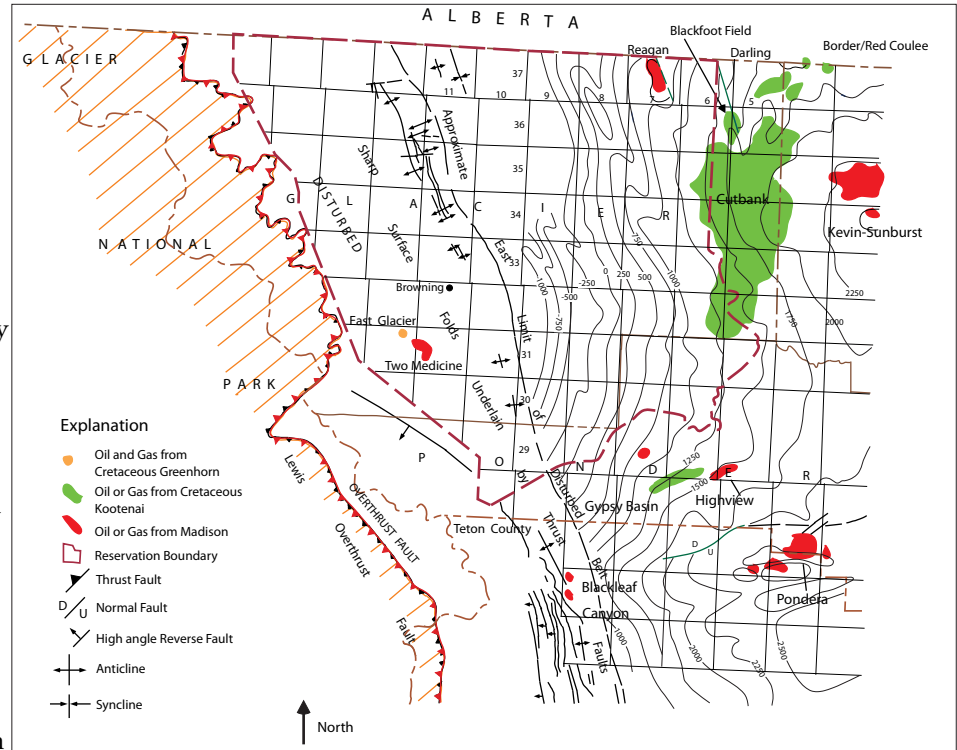 ALBERTA
GLACIER
NATIONAL
PARK
Blackfoot Field
Reagan
Darling
Border/Red Coulee
37
11
10
9
8
7
6
5
36
35
34
33
31
30
29
Sharp
Surface
Folds
Underlain
by
Thrust
Faults
Approximate
East
Limit
of
Disturbed
Belt
DISTURBED
GLACIER
Cutbank
Kevin-Sunburst
750
1000
-1000
-750
-500
-250
0
250
500
2250
1750
2000
Browning
East Glacier
Two Medicine
PONDER
1250
1500
Highview
Gypsy Basin
Teton County
Lewis
Overthrust
Fault
OVERTHRUST FAULT
D
U
Blackleaf
Canyon
Pondera
1000
2000
2250
2500
Explanation
Oil and Gas from
Cretaceous Greenhorn
Oil or Gas from Cretaceous
Kootenai
Oil or Gas from Madison
Reservation Boundary
Thrust Fault
D
U
Normal Fault
High angle Reverse Fault
Anticline
Syncline
North